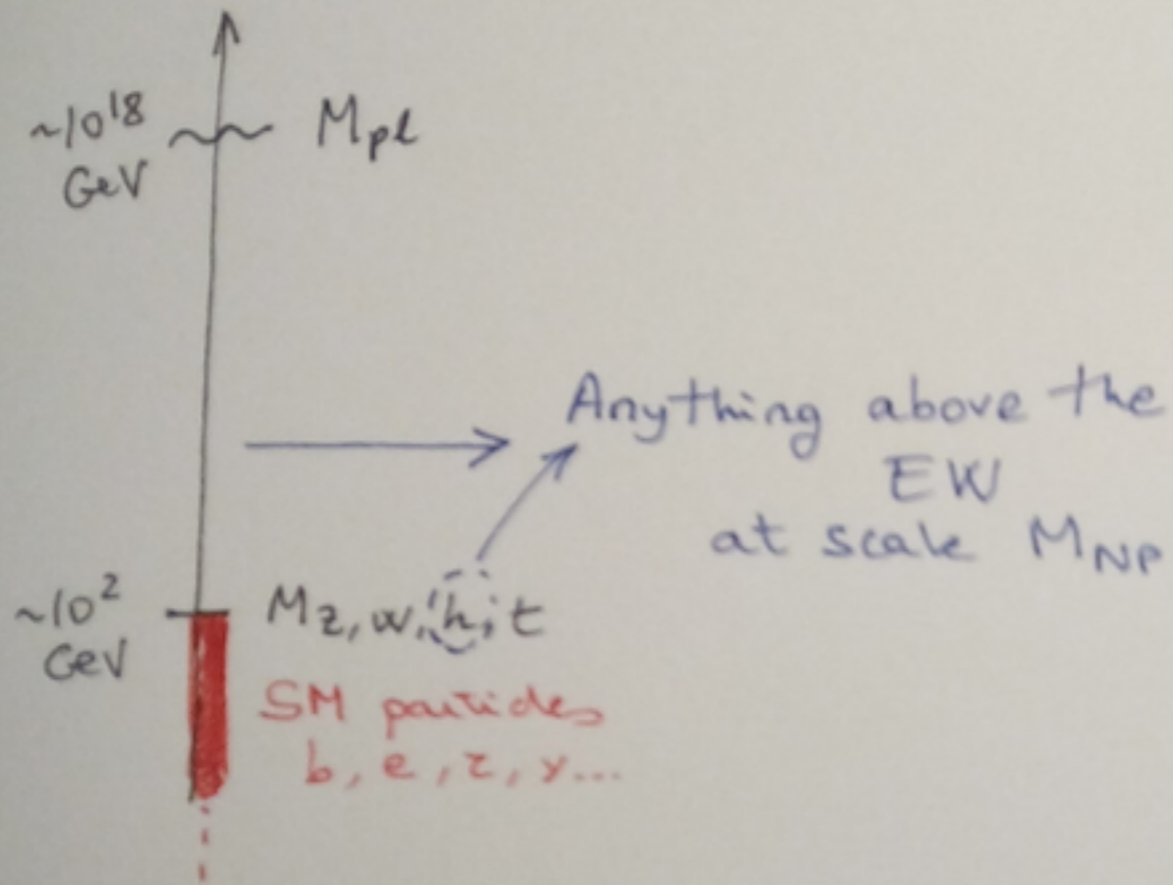 ~10^18 M_pl
GeV
Anything above the
EW
at scale M_NP
~10^2 M_Z,W,h,t
GeV
SM particles
b, e, τ, γ...